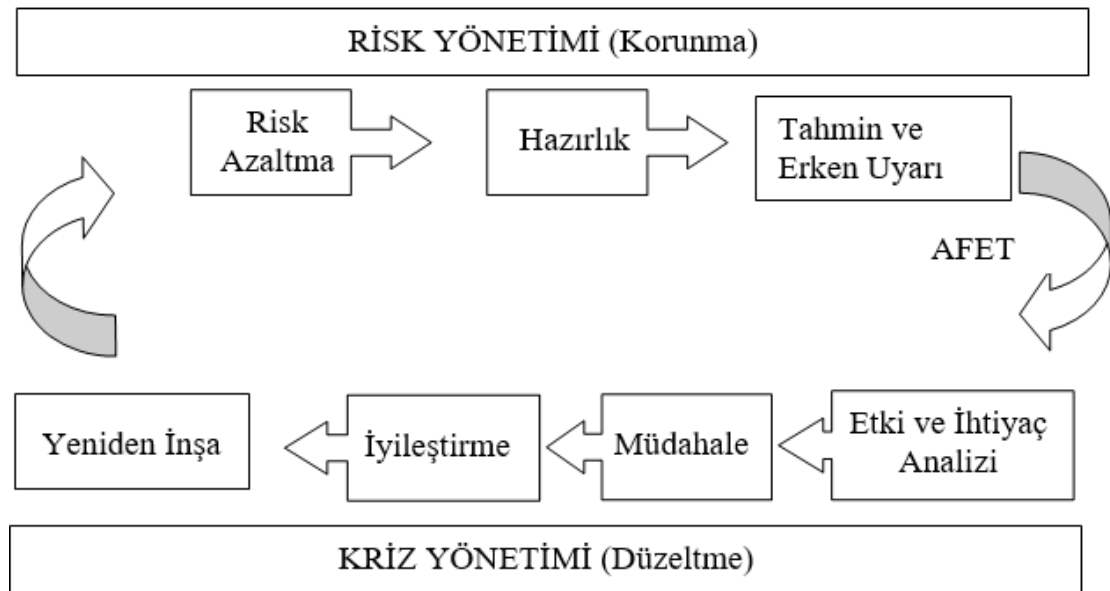 RİSK YÖNETİMİ (Korunma)
Risk
Azaltma
Hazırlık
Tahmin ve
Erken Uyarı
AFET
Etki ve İhtiyaç
Analizi
Müdahale
İyileştirme
Yeniden İnşa
KRİZ YÖNETİMİ (Düzeltme)